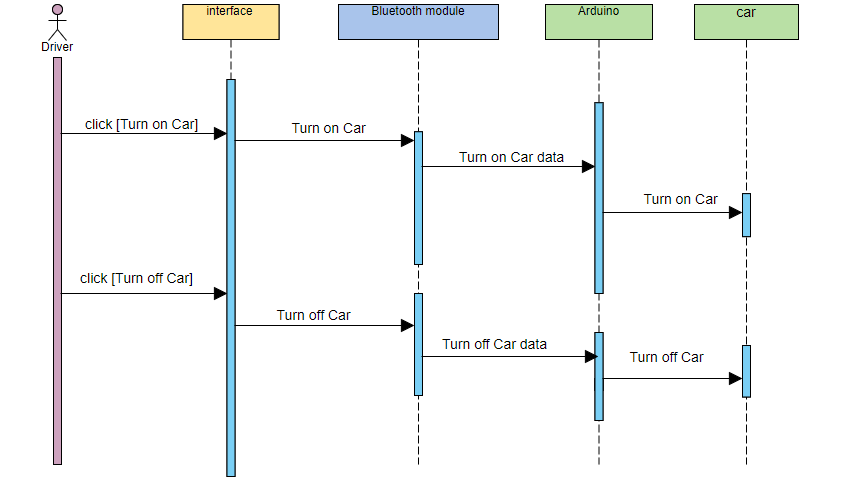 interface
Bluetooth module
Arduino
car
Driver
click [Turn on Car]
Turn on Car
Turn on Car data
Turn on Car
click [Turn off Car]
Turn off Car
Turn off Car data
Turn off Car